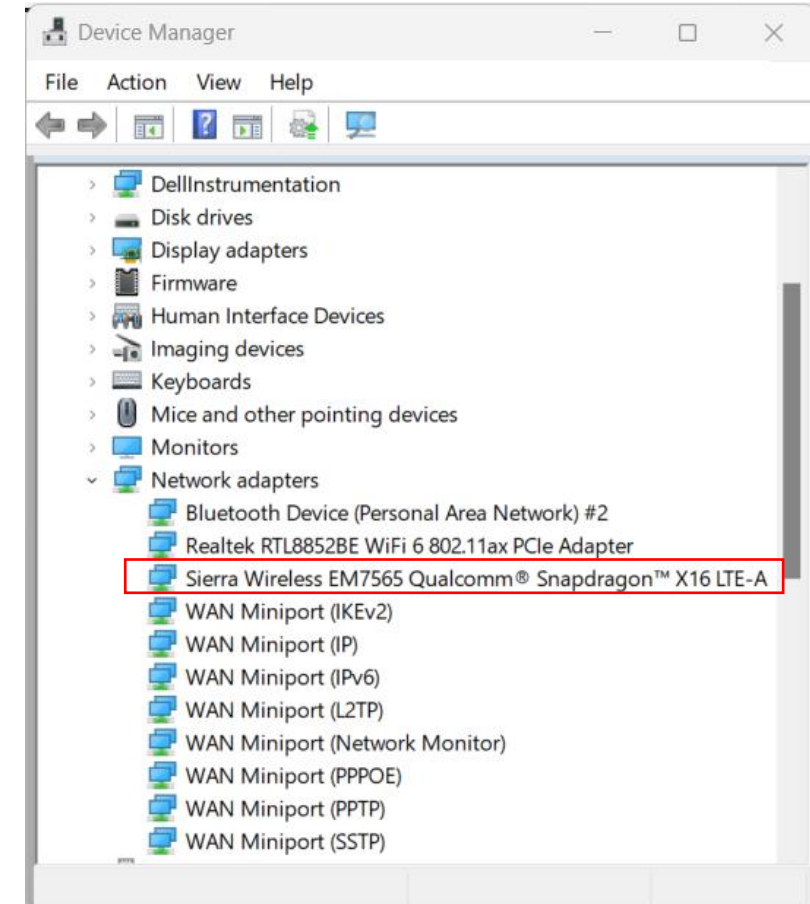 Device Manager
File Action View Help
DellInstrumentation
Disk drives
Display adapters
Firmware
Human Interface Devices
Imaging devices
Keyboards
Mice and other pointing devices
Monitors
Network adapters
Bluetooth Device (Personal Area Network) #2
Realtek RTL8852BE WiFi 6 802.11ax PCIe Adapter
Sierra Wireless EM7565 Qualcomm® Snapdragon™ X16 LTE-A
WAN Miniport (IKEv2)
WAN Miniport (IP)
WAN Miniport (IPv6)
WAN Miniport (L2TP)
WAN Miniport (Network Monitor)
WAN Miniport (PPPOE)
WAN Miniport (PPTP)
WAN Miniport (SSTP)